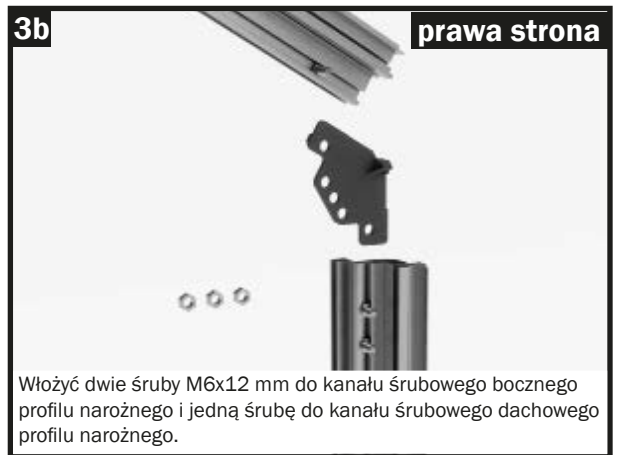 3b
prawa strona
Włożyć dwie śruby M6x12 mm do kanału śrubowego bocznego
profilu narożnego i jedną śrubę do kanału śrubowego dachowego
profilu narożnego.